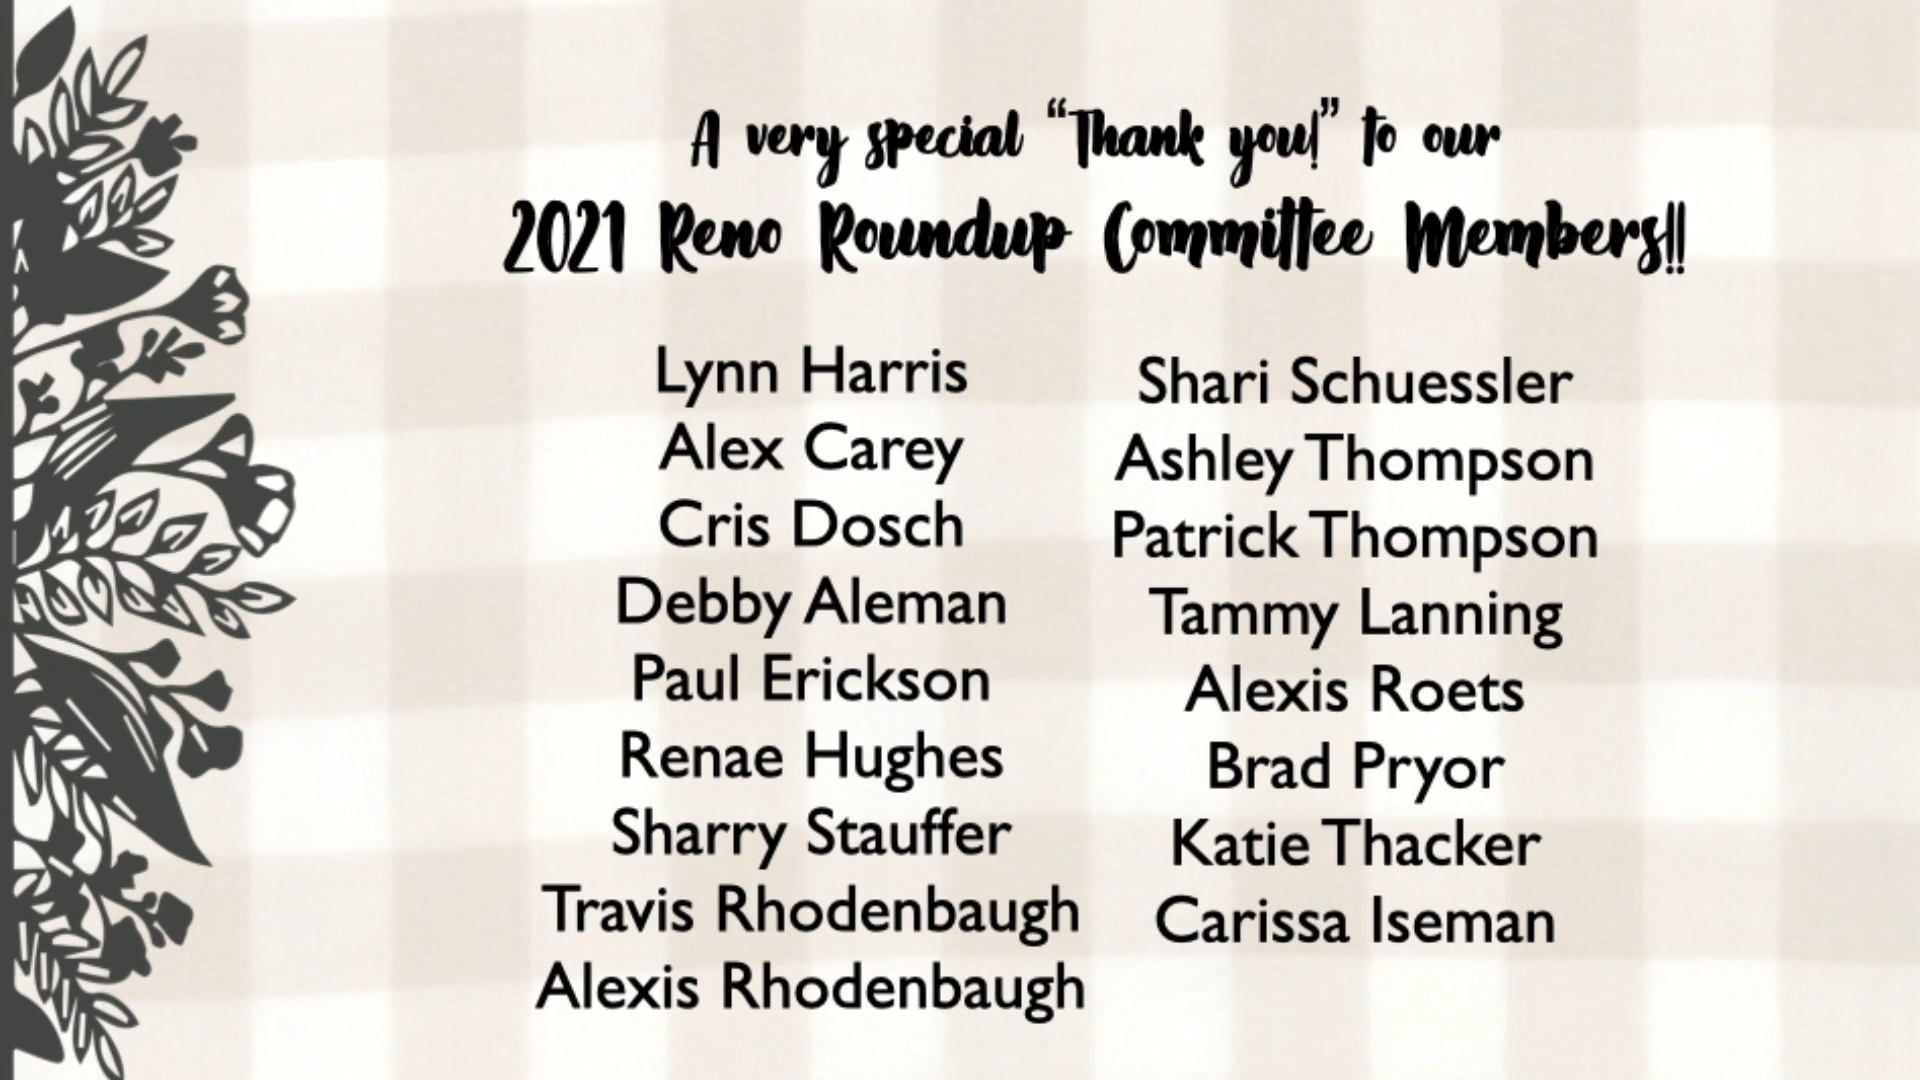 A very special “Thank you!” to our
2021 Reno Roundup Committee Members!!
Lynn Harris
Alex Carey
Cris Dosch
Debby Aleman
Paul Erickson
Renae Hughes
Sharry Stauffer
Travis Rhodenbaugh
Alexis Rhodenbaugh
Shari Schuessler
Ashley Thompson
Patrick Thompson
Tammy Lanning
Alexis Roets
Brad Pryor
Katie Thacker
Carissa Iseman